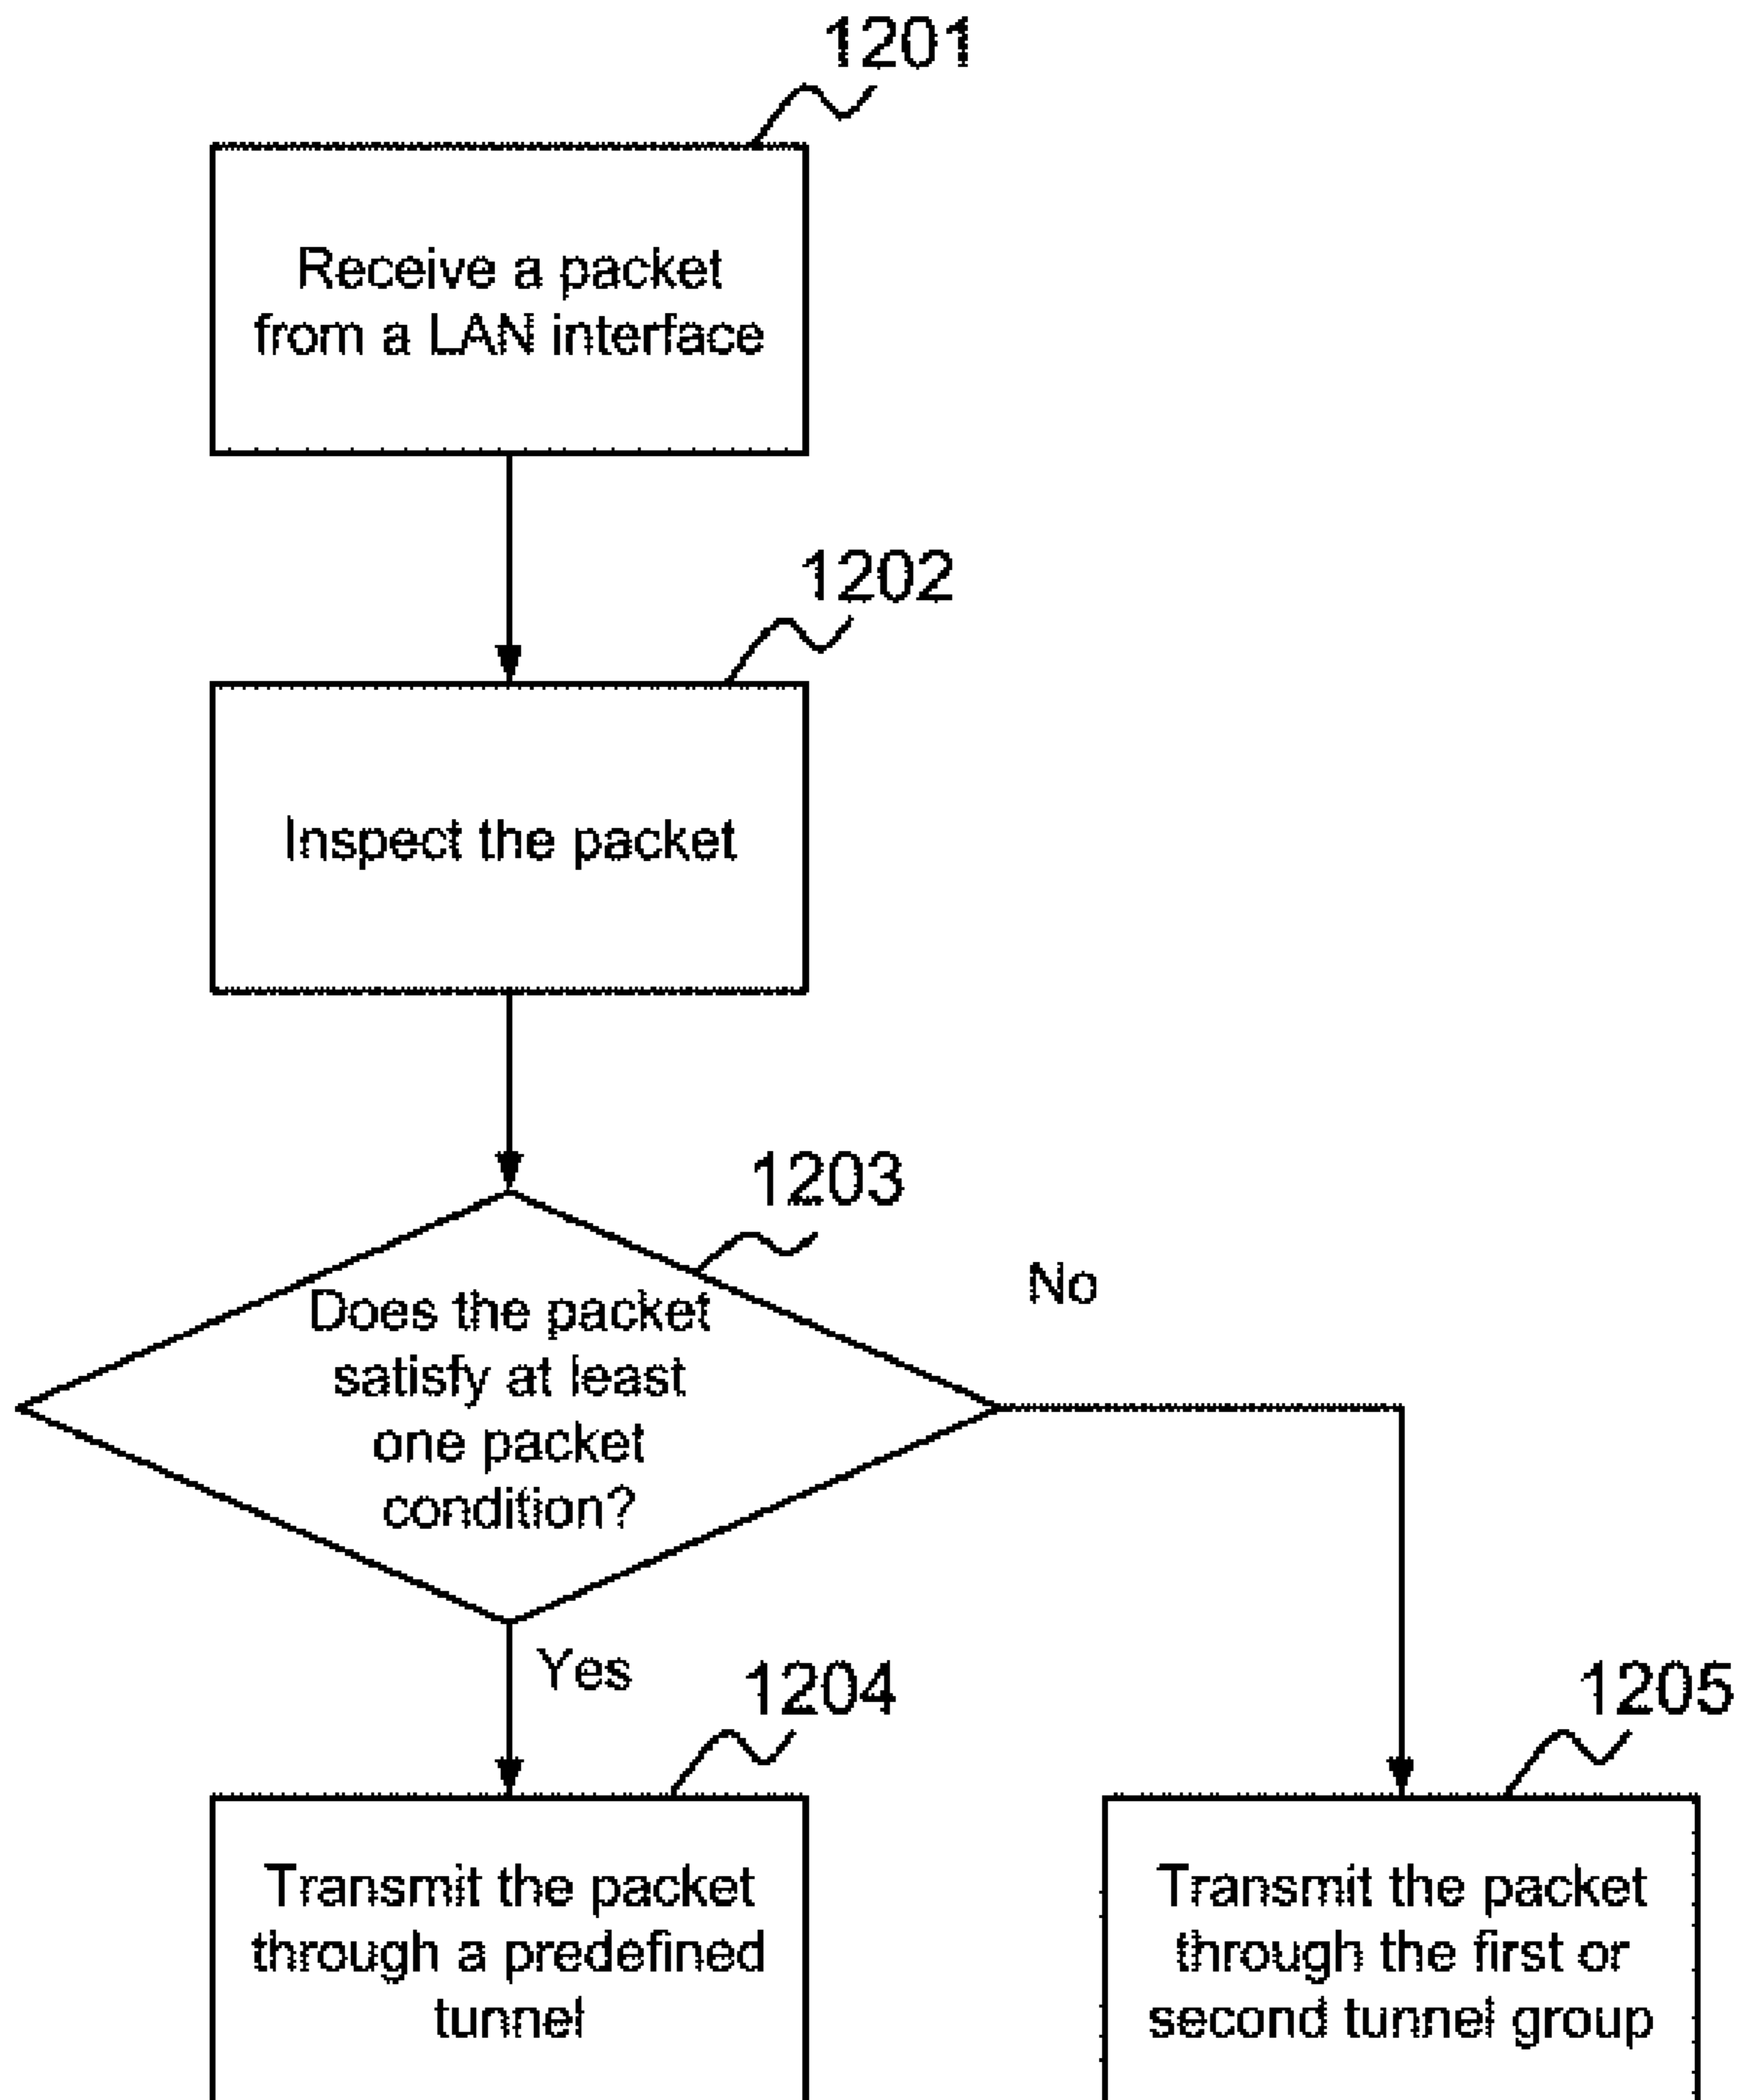 1201
Receive a packet
from a LAN interface
1202
Inspect the packet
1203
Does the packet
satisfy at least
one packet
condition?
No
Yes
1204
Transmit the packet
through a predefined
tunnel
1205
Transmit the packet
through the first or
second tunnel group